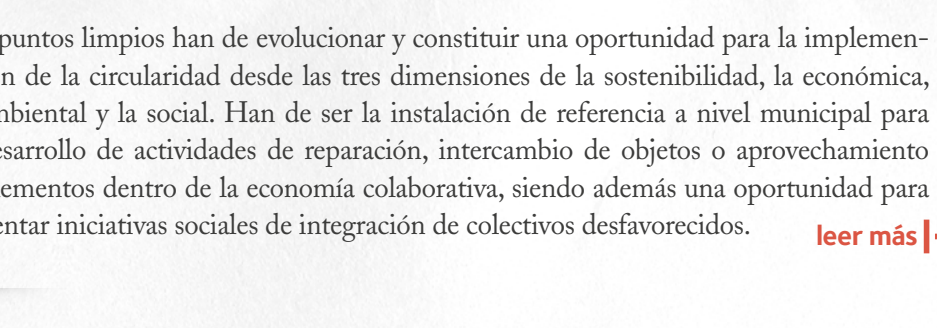 puntos limpios han de evolucionar y constituir una oportunidad para la implemen-
n de la circularidad desde las tres dimensiones de la sostenibilidad, la económica,
mbiental y la social. Han de ser la instalación de referencia a nivel municipal para
esarrollo de actividades de reparación, intercambio de objetos o aprovechamiento
lementos dentro de la economía colaborativa, siendo además una oportunidad para
entar iniciativas sociales de integración de colectivos desfavorecidos.
leer más